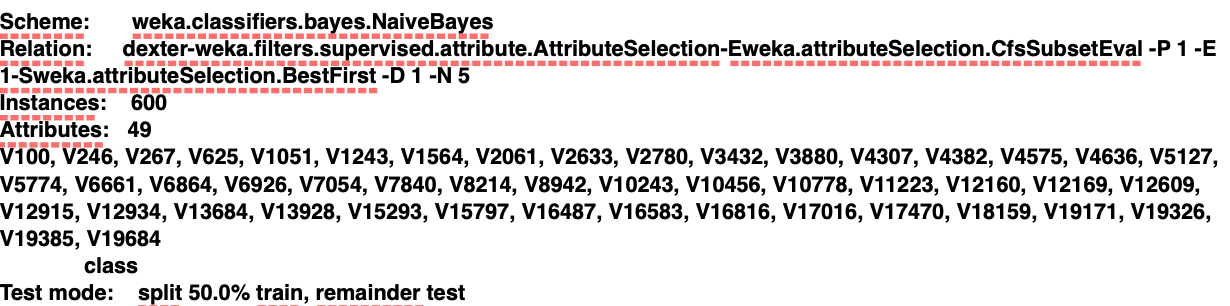 Scheme: weka.classifiers.bayes.NaiveBayes
Relation: dexter-weka.filters.supervised.attribute.AttributeSelection-Eweka.attributeSelection.CfsSubsetEval -P 1 -E
1-Sweka.attributeSelection.BestFirst -D 1 -N 5
Instances: 600
Attributes: 49
V100, V246, V267, V625, V1051, V1243, V1564, V2061, V2633, V2780, V3432, V3880, V4307, V4382, V4575, V4636, V5127,
V5774, V6661, V6864, V6926, V7054, V7840, V8214, V8942, V10243, V10456, V10778, V11223, V12160, V12169, V12609,
V12915, V12934, V13684, V13928, V15293, V15797, V16487, V16583, V16816, V17016, V17470, V18159, V19171, V19326,
V19385, V19684
class
Test mode: split 50.0% train, remainder test